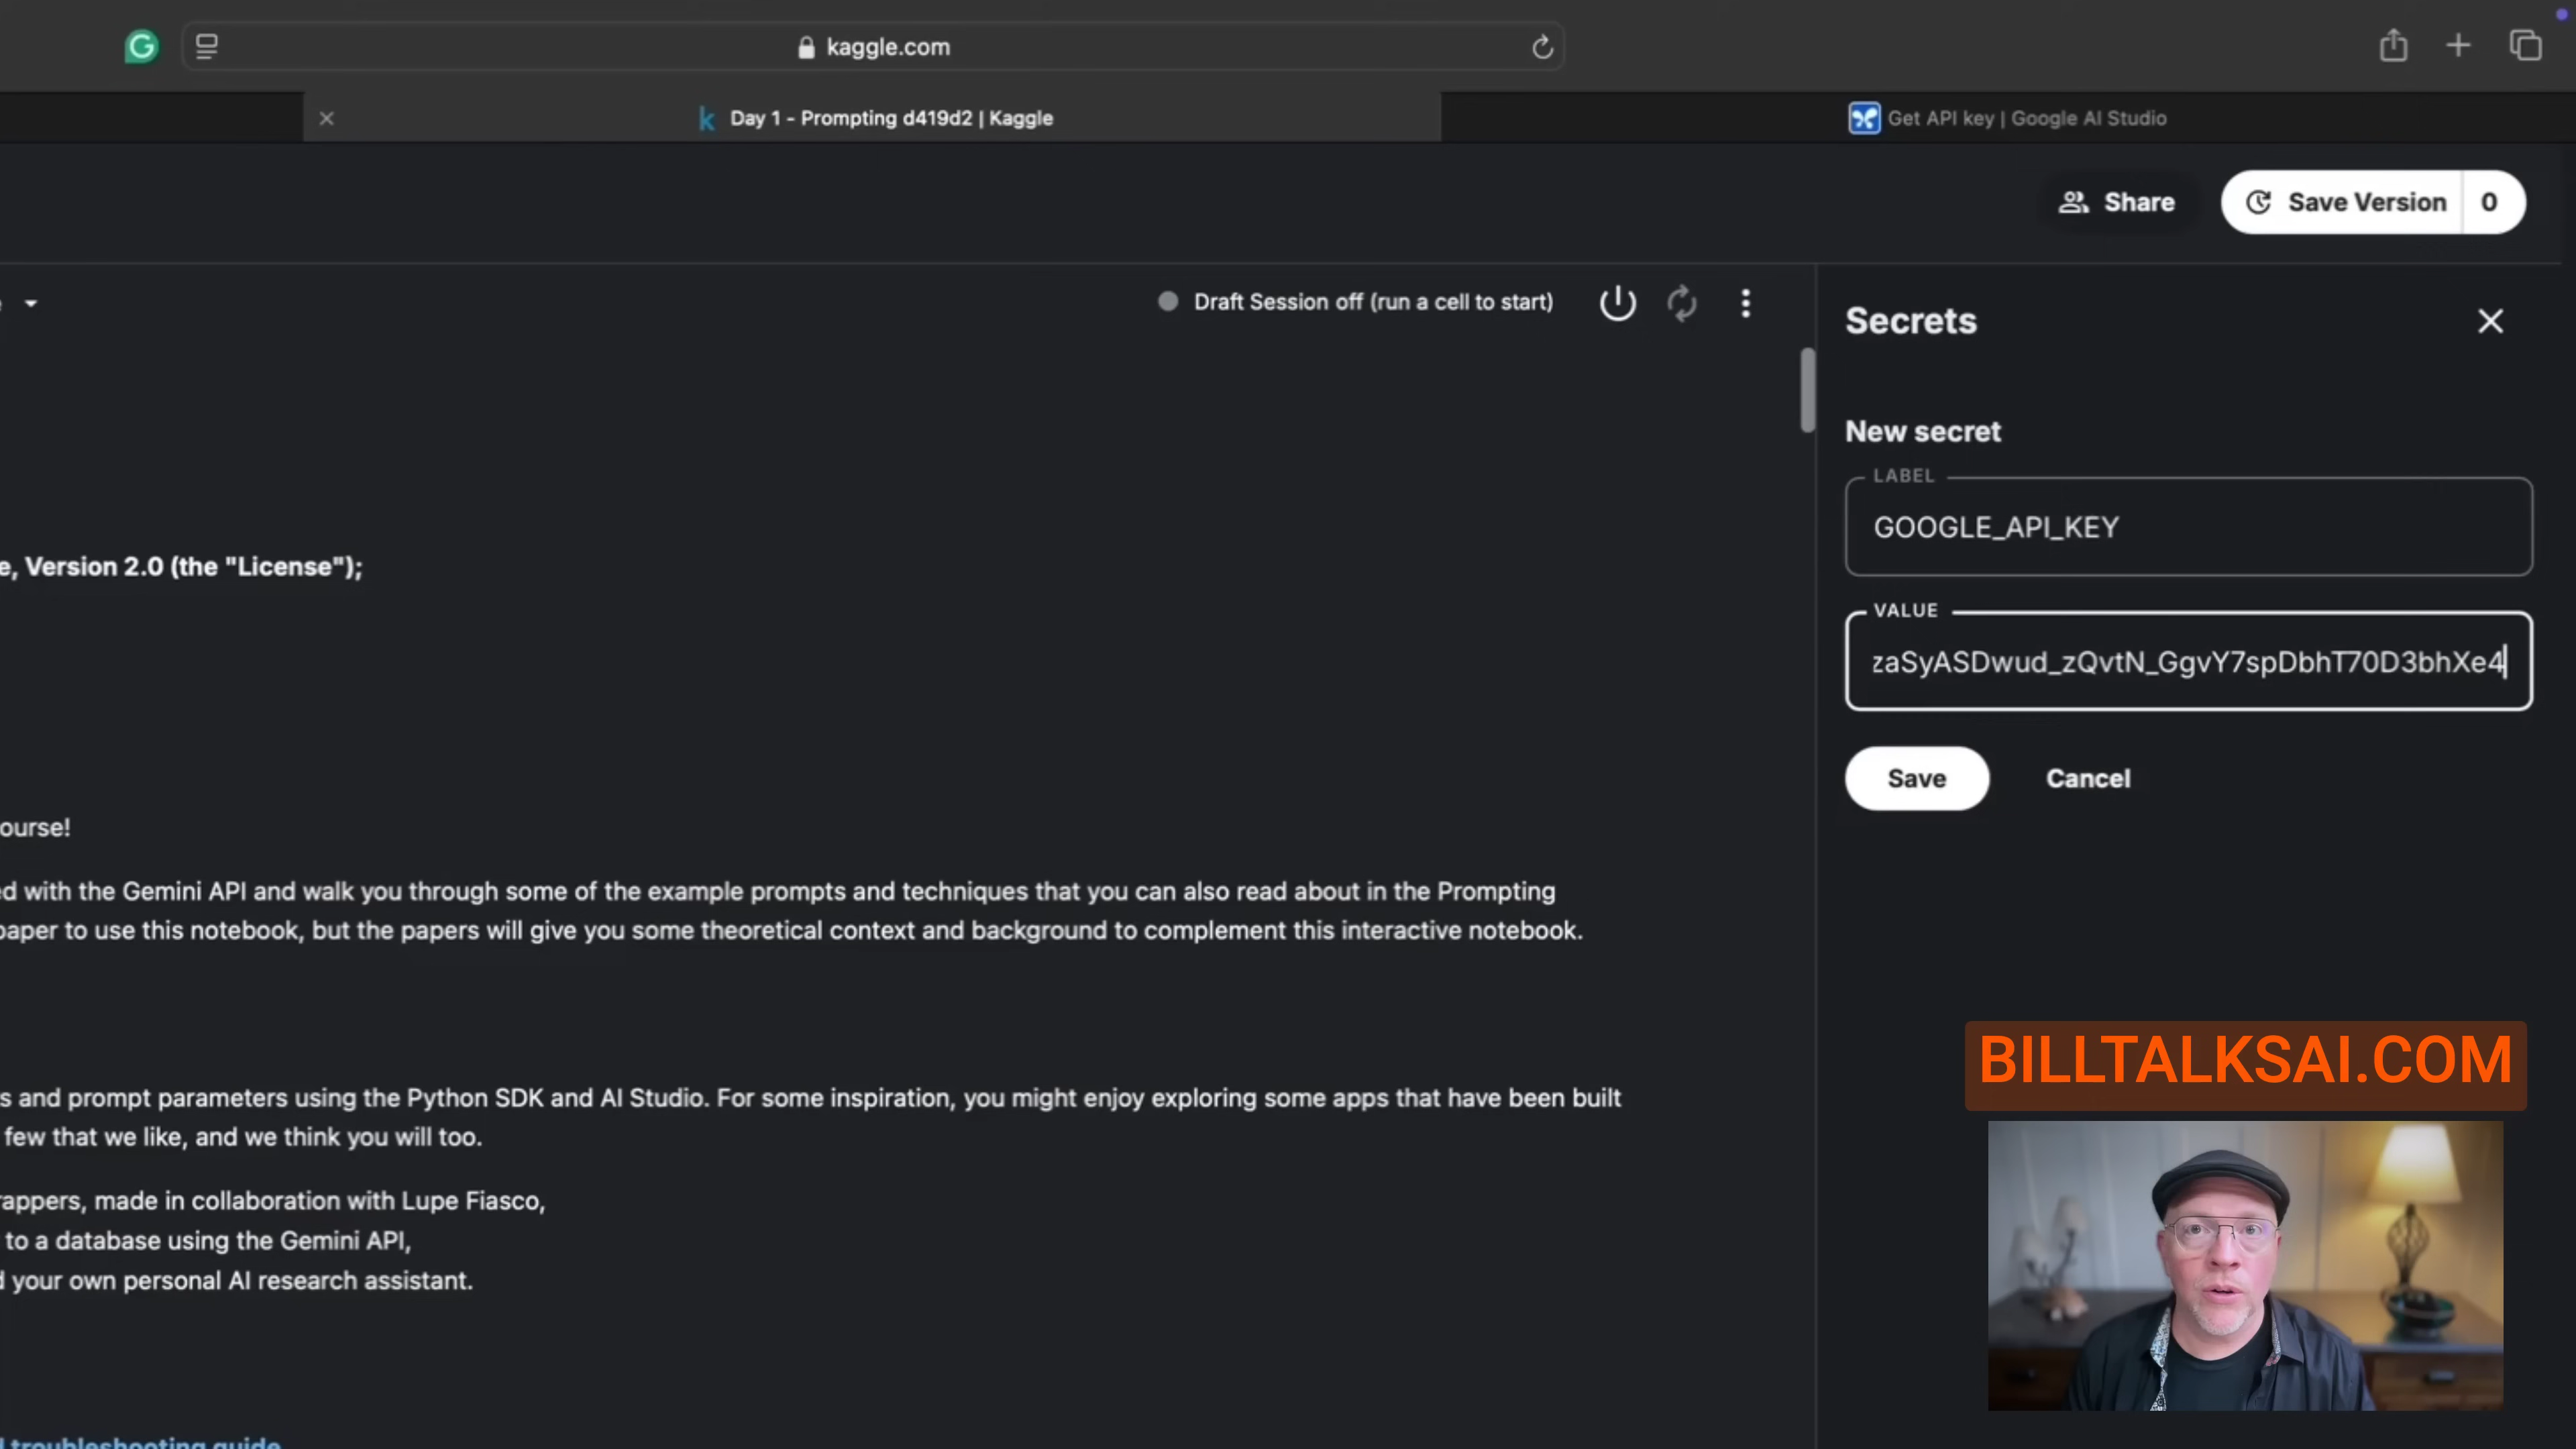 kaggle.com
Day 1 - Prompting d419d2 | Kaggle
Get API key | Google AI Studio
Share
Save Version
0
Draft Session off (run a cell to start)
Secrets
New secret
LABEL
GOOGLE_API_KEY
e, Version 2.0 (the "License");
VALUE
zaSyASDwud_zQvtN_GgvY7spDbhT70D3bhXe4
Save
Cancel
ourse!
ed with the Gemini API and walk you through some of the example prompts and techniques that you can also read about in the Prompting
paper to use this notebook, but the papers will give you some theoretical context and background to complement this interactive notebook.
BILLTALKSAI.COM
s and prompt parameters using the Python SDK and AI Studio. For some inspiration, you might enjoy exploring some apps that have been built
few that we like, and we think you will too.
rappers, made in collaboration with Lupe Fiasco,
to a database using the Gemini API,
d your own personal AI research assistant.
troubleshooting guide